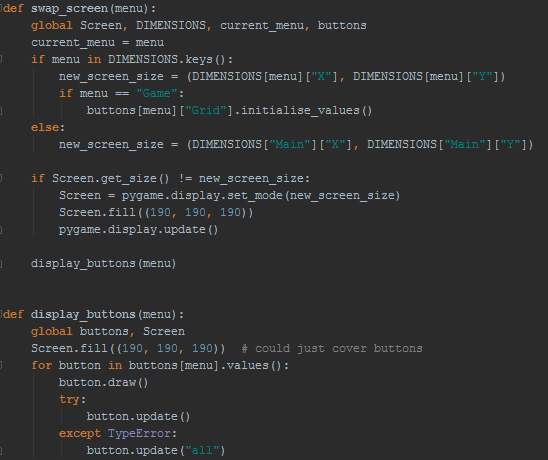 def swap_screen(menu):
    global Screen, DIMENSIONS, current_menu, buttons
    current_menu = menu
    if menu in DIMENSIONS.keys():
        new_screen_size = (DIMENSIONS[menu]["X"], DIMENSIONS[menu]["Y"])
        if menu == "Game":
            buttons[menu]["Grid"].initialise_values()
    else:
        new_screen_size = (DIMENSIONS["Main"]["X"], DIMENSIONS["Main"]["Y"])

    if Screen.get_size() != new_screen_size:
        Screen = pygame.display.set_mode(new_screen_size)
        Screen.fill((190, 190, 190))
        pygame.display.update()

    display_buttons(menu)


def display_buttons(menu):
    global buttons, Screen
    Screen.fill((190, 190, 190))  # could just cover buttons
    for button in buttons[menu].values():
        button.draw()
        try:
            button.update()
        except TypeError:
            button.update("all")